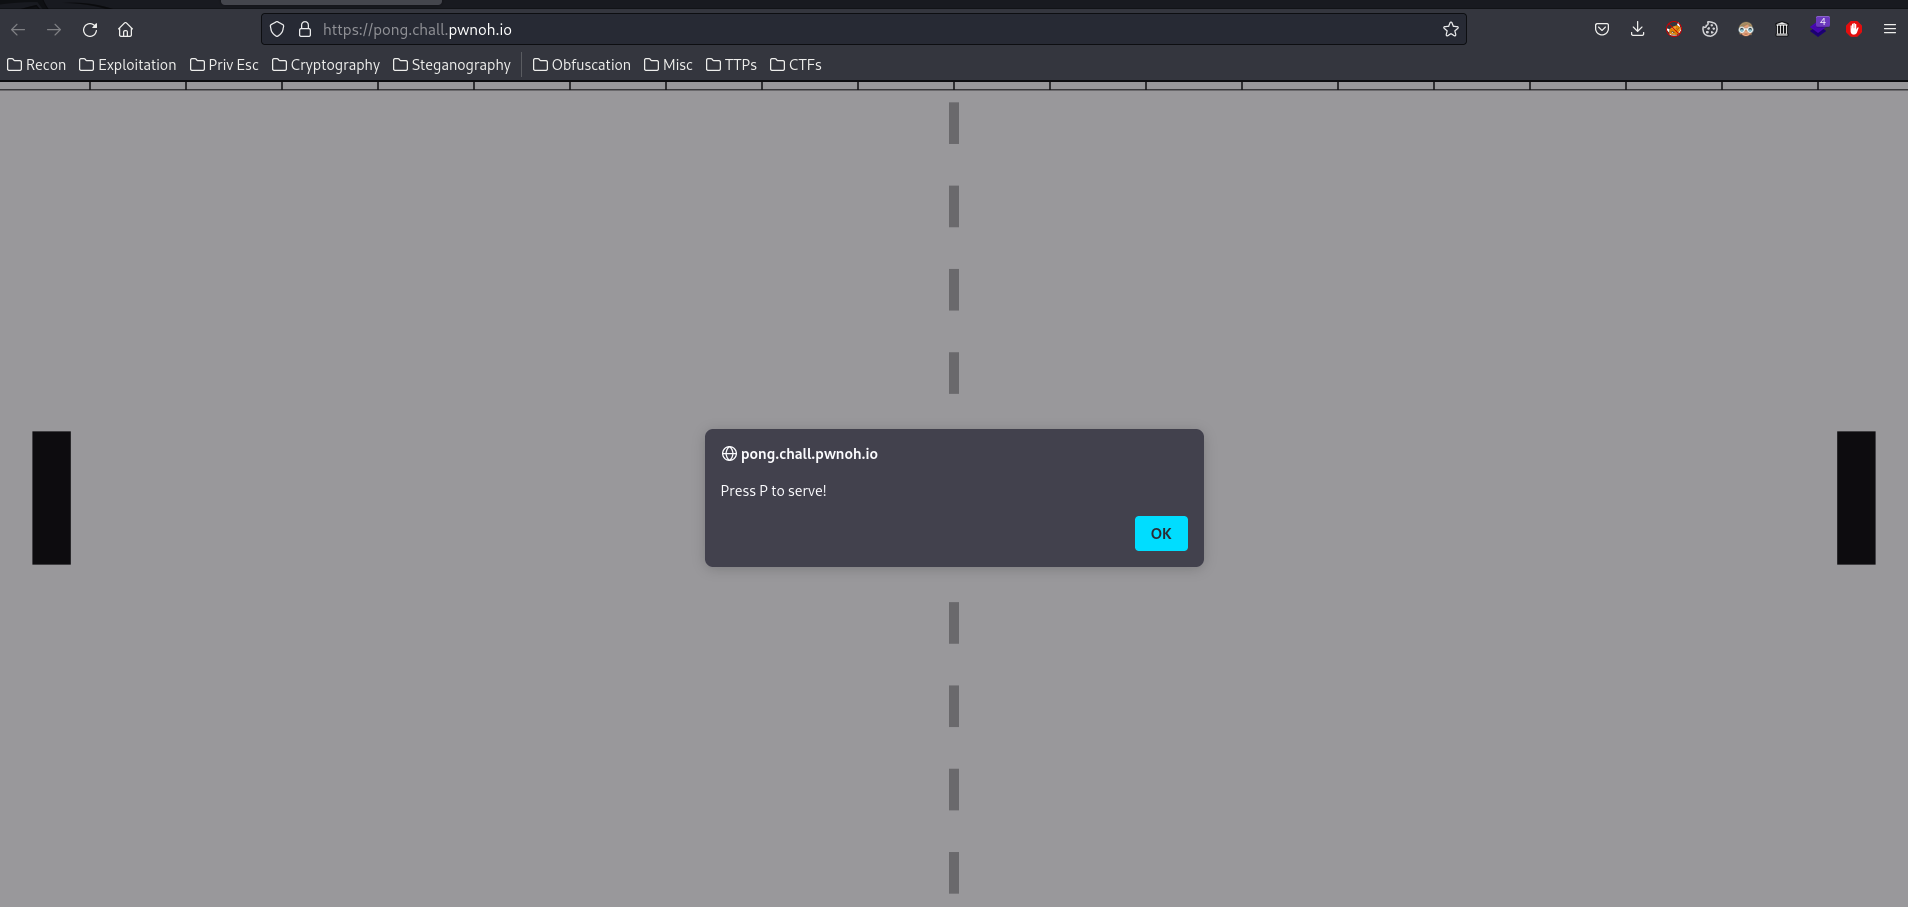 https://pong.chall.pwnoh.io
4
Recon Exploitation Priv Esc Cryptography Steganography Obfuscation Misc TTPs CTFs
pong.chall.pwnoh.io
Press P to serve!
OK